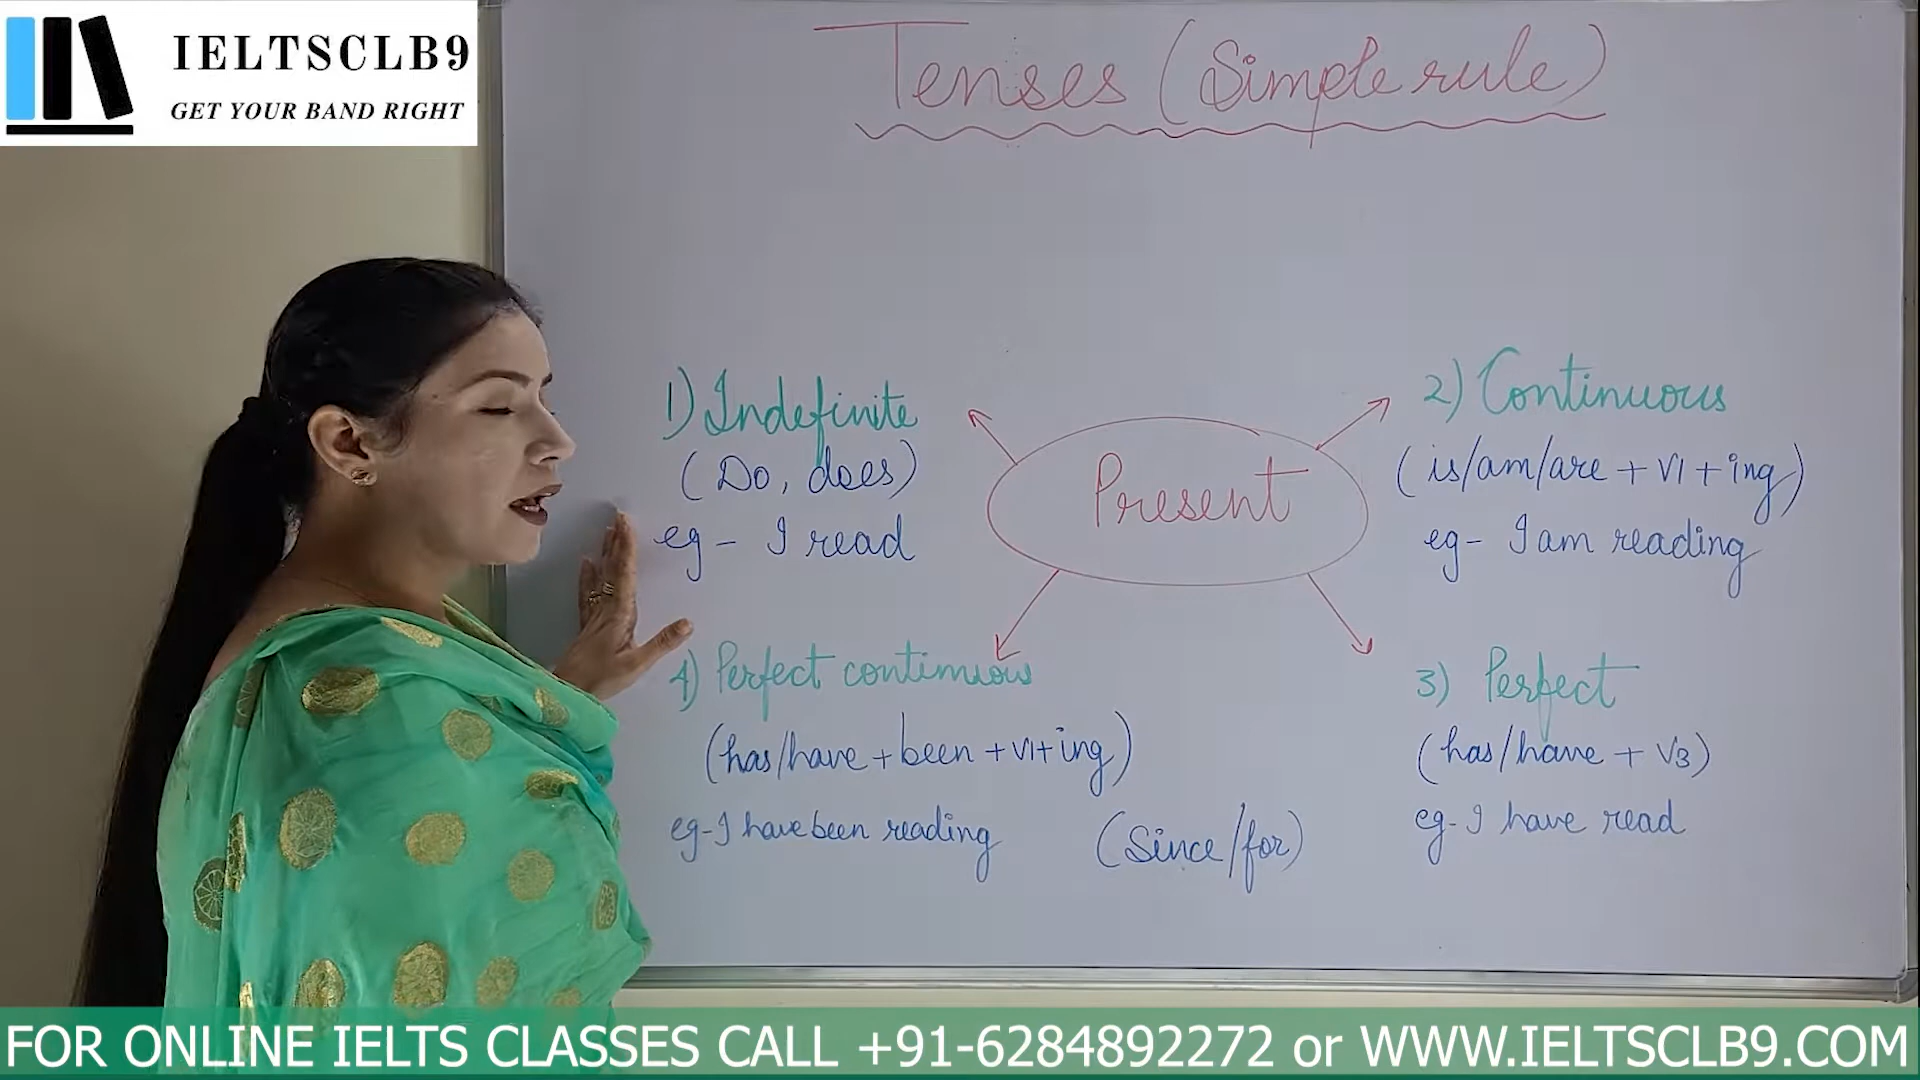 IELTSCLB9
GET YOUR BAND RIGHT
Tenses (Simple rule)
1) Indefinite
(Do, does)
eg - I read
Present
2) Continuous
(is/am/are + V1 + ing)
eg - I am reading
4) Perfect continuous
(has/have + been + V1 + ing)
eg - I have been reading
(Since/for)
3) Perfect
(has/have + V3)
eg - I have read
FOR ONLINE IELTS CLASSES CALL +91-6284892272 or WWW.IELTSCLB9.COM